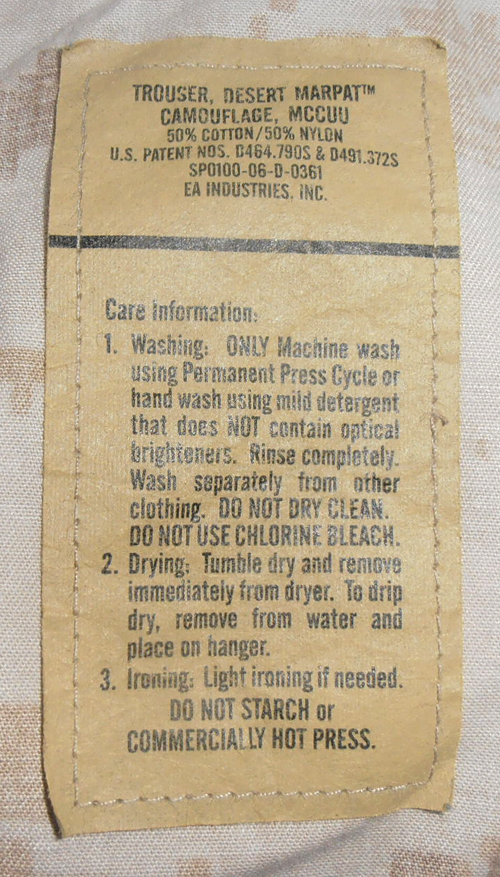 TROUSER, DESERT MARPAT™
CAMOUFLAGE, MCCUU
50% COTTON/50% NYLON
U.S. PATENT NOS. D464.790S & D491.372S
SP0100-06-D-0361
EA INDUSTRIES. INC.
Care Information:
1. Washing: ONLY Machine wash
using Permanent Press Cycle or
hand wash using mild detergent
that does NOT contain optical
brighteners. Rinse completely.
Wash separately from other
clothing. DO NOT DRY CLEAN.
DO NOT USE CHLORINE BLEACH.
2. Drying: Tumble dry and remove
immediately from dryer. To drip
dry, remove from water and
place on hanger.
3. Ironing: Light ironing if needed.
DO NOT STARCH or
COMMERCIALLY HOT PRESS.